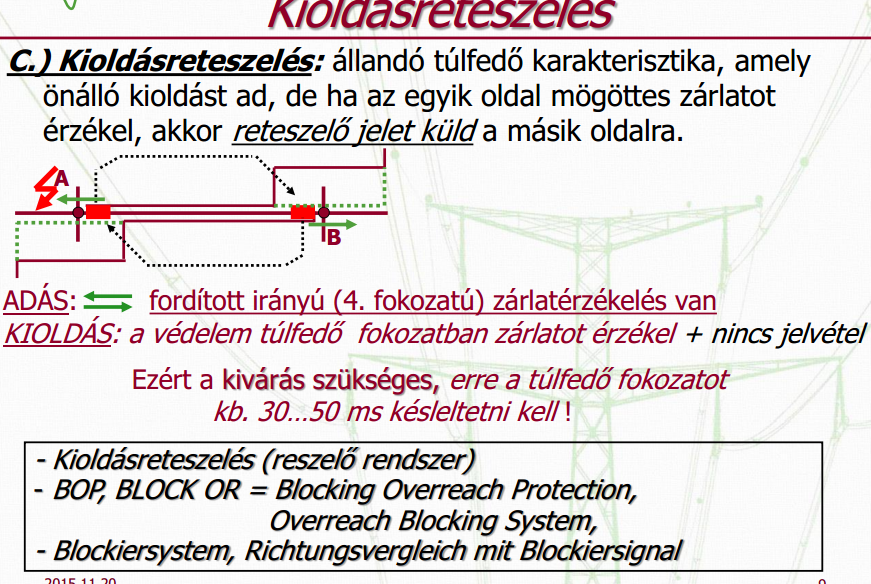 Kioldásreteszelés
C.) Kioldásreteszelés: állandó túlfedő karakterisztika, amely
önálló kioldást ad, de ha az egyik oldal mögöttes zárlatot
érzékel, akkor reteszelő jelet küld a másik oldalra.
A
B
ADÁS: fordított irányú (4. fokozatú) zárlatérzékelés van
KIOLDÁS: a védelem túlfedő fokozatban zárlatot érzékel + nincs jelvétel
Ezért a kivárás szükséges, erre a túlfedő fokozatot
kb. 30...50 ms késleltetni kell !
- Kioldásreteszelés (reszelő rendszer)
- BOP, BLOCK OR = Blocking Overreach Protection,
Overreach Blocking System,
- Blockiersystem, Richtungsvergleich mit Blockiersignal
2015.11.20
9